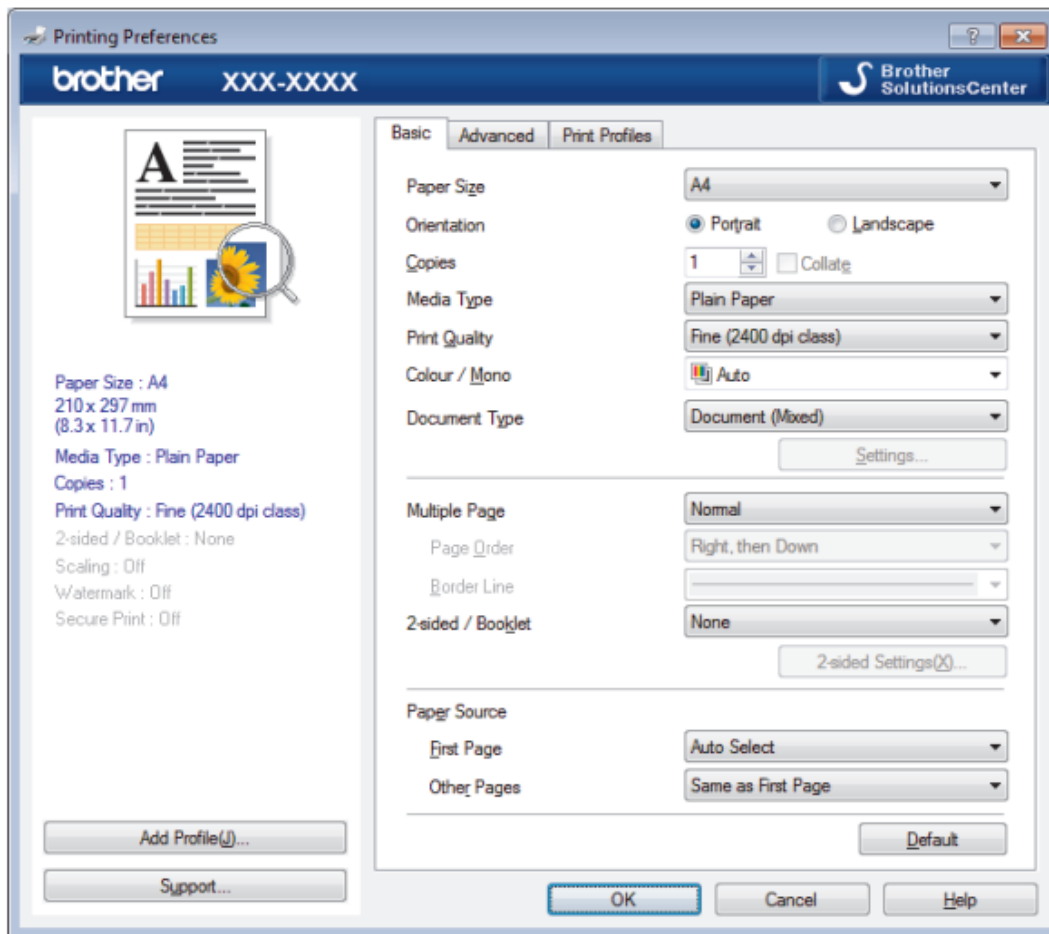 Printing Preferences
brother XXX-XXXX
Brother
SolutionsCenter
A
Paper Size : A4
210 x 297 mm
(8.3 x 11.7 in)
Media Type : Plain Paper
Copies : 1
Print Quality : Fine (2400 dpi class)
2-sided / Booklet : None
Scaling : Off
Watermark : Off
Secure Print : Off
Add Profile(J)...
Support...
Basic Advanced Print Profiles
Paper Size A4
Orientation Portrait Landscape
Copies 1 Collate
Media Type Plain Paper
Print Quality Fine (2400 dpi class)
Colour / Mono Auto
Document Type Document (Mixed)
Settings...
Multiple Page Normal
Page Order Right, then Down
Border Line
2-sided / Booklet None
2-sided Settings(X)...
Paper Source
First Page Auto Select
Other Pages Same as First Page
Default
OK Cancel Help